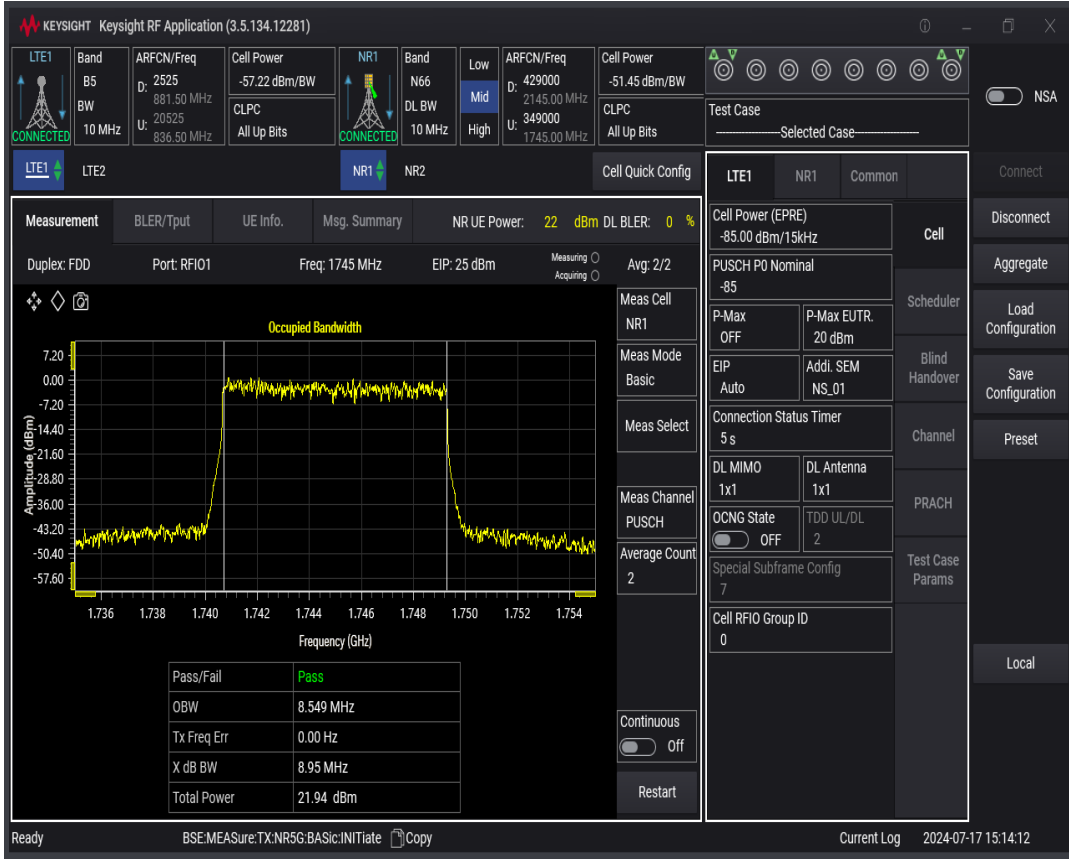 KEYSIGHT Keysight RF Application (3.5.134.12281)
LTE1
CONNECTED
Band
B5
BW
10 MHz
ARFCN/Freq
D: 2525
881.50 MHz
U: 20525
836.50 MHz
Cell Power
-57.22 dBm/BW
CLPC
All Up Bits
NR1
CONNECTED
Band
N66
DL BW
10 MHz
Low
Mid
High
ARFCN/Freq
D: 429000
2145.00 MHz
U: 349000
1745.00 MHz
Cell Power
-51.45 dBm/BW
CLPC
All Up Bits
Test Case
--------------------Selected Case--------------------
NSA
LTE1 LTE2 NR1 NR2 Cell Quick Config
Measurement BLER/Tput UE Info. Msg. Summary NR UE Power: 22 dBm DL BLER: 0 %
Duplex: FDD Port: RFIO1 Freq: 1745 MHz EIP: 25 dBm Measuring Acquiring Avg: 2/2
Occupied Bandwidth
Amplitude (dBm)
7.20
0.00
-7.20
-14.40
-21.60
-28.80
-36.00
-43.20
-50.40
-57.60
1.736 1.738 1.740 1.742 1.744 1.746 1.748 1.750 1.752 1.754
Frequency (GHz)
Pass/Fail Pass
OBW 8.549 MHz
Tx Freq Err 0.00 Hz
X dB BW 8.95 MHz
Total Power 21.94 dBm
Meas Cell
NR1
Meas Mode
Basic
Meas Select
Meas Channel
PUSCH
Average Count
2
Continuous
Off
Restart
LTE1 NR1 Common
Cell Power (EPRE)
-85.00 dBm/15kHz
PUSCH P0 Nominal
-85
P-Max
OFF
P-Max EUTR.
20 dBm
EIP
Auto
Addi. SEM
NS_01
Connection Status Timer
5 s
DL MIMO
1x1
DL Antenna
1x1
OCNG State
OFF
TDD UL/DL
2
Special Subframe Config
7
Cell RFIO Group ID
0
Cell
Scheduler
Blind
Handover
Channel
PRACH
Test Case
Params
Connect
Disconnect
Aggregate
Load
Configuration
Save
Configuration
Preset
Local
Ready BSE:MEASure:TX:NR5G:BASic:INITiate Copy Current Log 2024-07-17 15:14:12